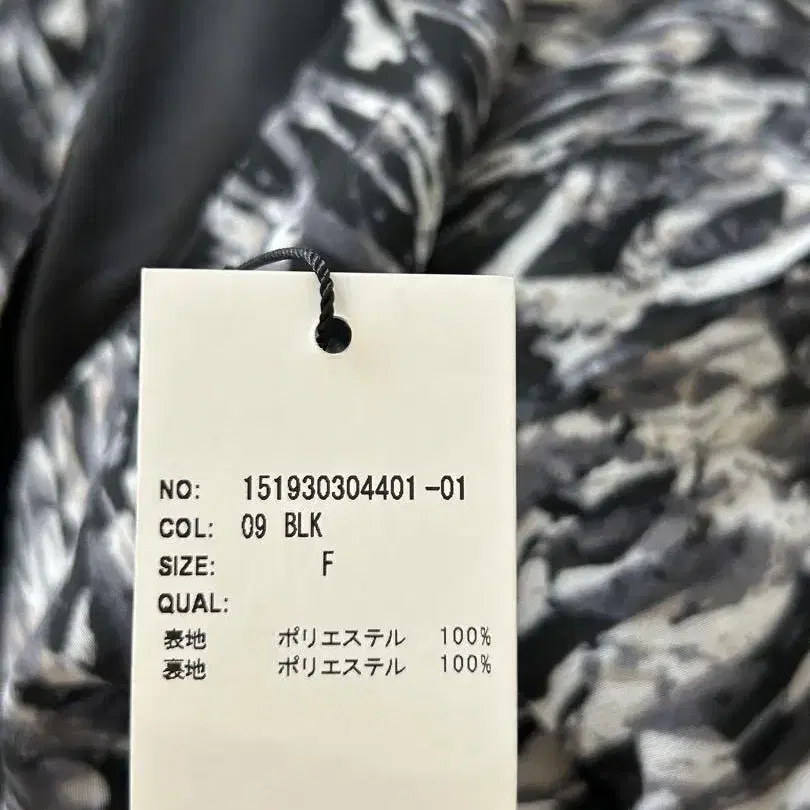 NO: 151930304401-01
COL: 09 BLK
SIZE: F
QUAL:
表地 ポリエステル 100%
裏地 ポリエステル 100%